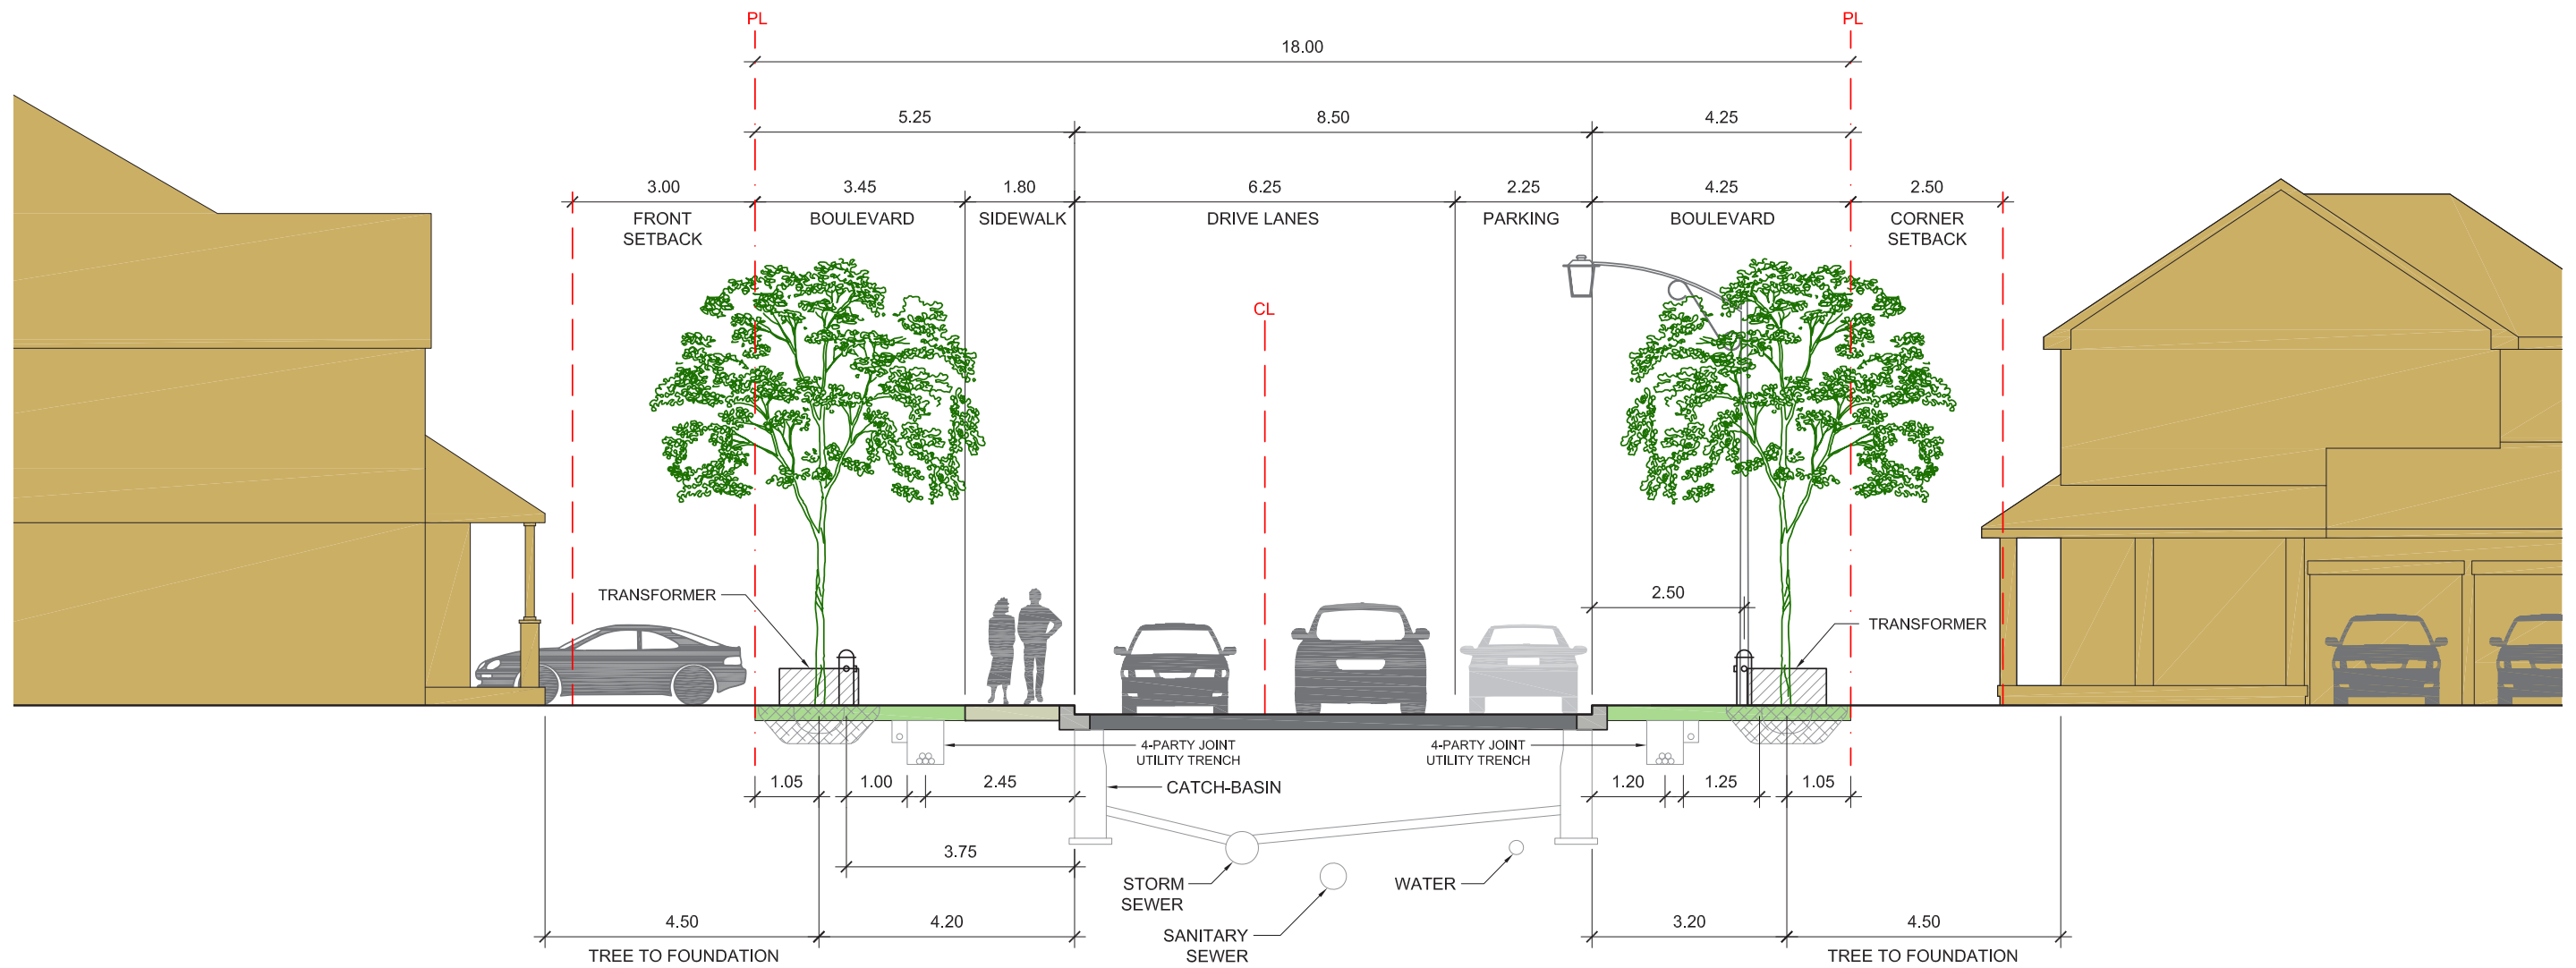 PL
PL
18.00
5.25
8.50
4.25
3.00
3.45
1.80
6.25
2.25
4.25
2.50
FRONT
SETBACK
BOULEVARD
SIDEWALK
DRIVE LANES
PARKING
BOULEVARD
CORNER
SETBACK
CL
TRANSFORMER
2.50
TRANSFORMER
4-PARTY JOINT
UTILITY TRENCH
4-PARTY JOINT
UTILITY TRENCH
1.05
1.00
2.45
CATCH-BASIN
1.20
1.25
1.05
3.75
STORM
SEWER
WATER
SANITARY
SEWER
4.50
4.20
3.20
4.50
TREE TO FOUNDATION
TREE TO FOUNDATION